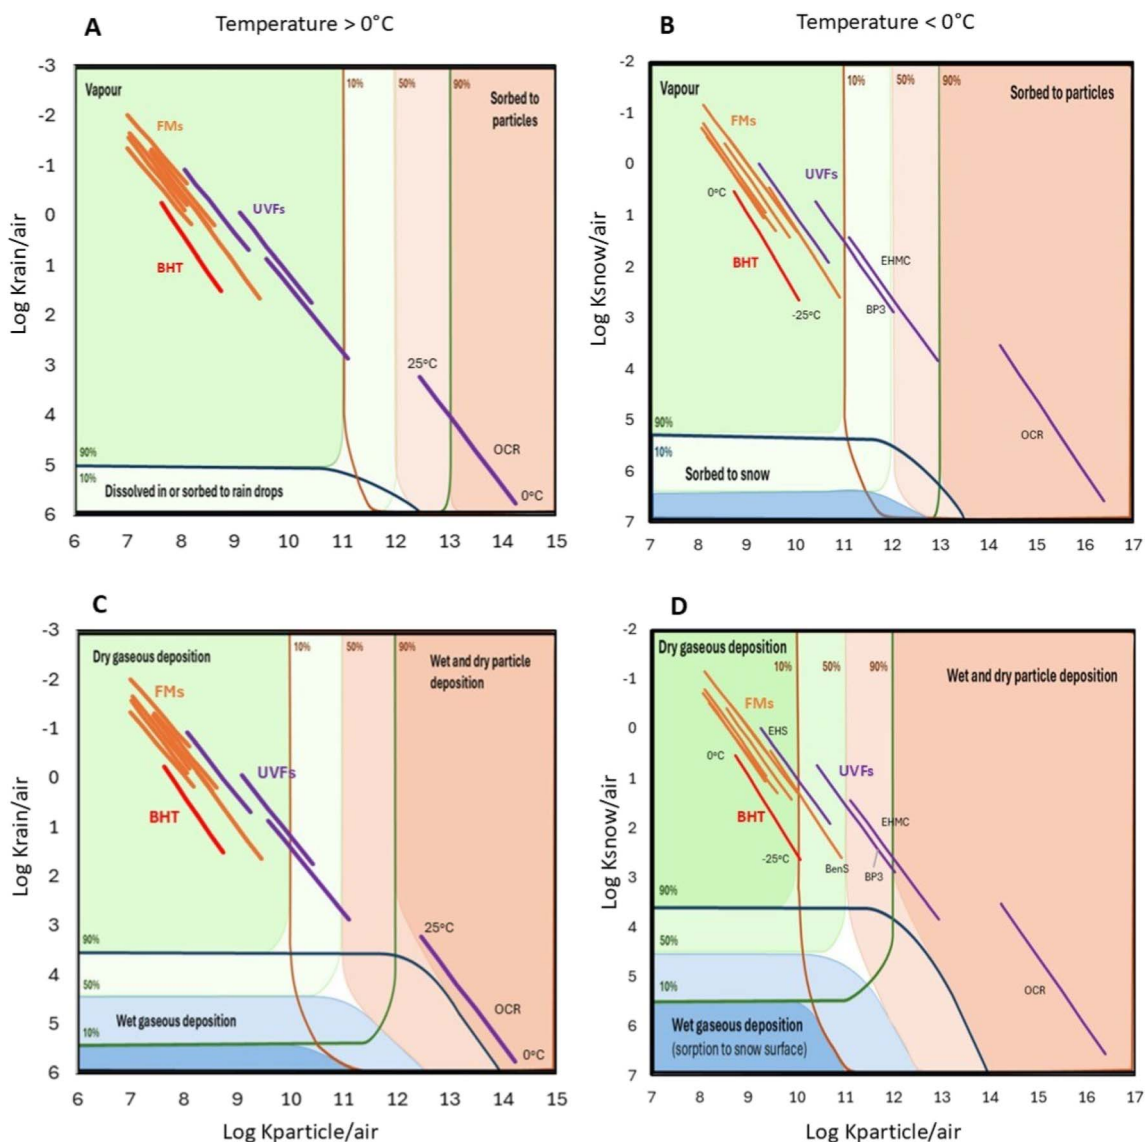 A
Temperature > 0°C
B
Temperature < 0°C
-3
-2
-1
0
1
2
3
4
5
6
Log Krain/air
Vapour
10%
50%
90%
Sorbed to
particles
FMs
UVFs
BHT
25°C
OCR
0°C
90%
10%
Dissolved in or sorbed to rain drops
6 7 8 9 10 11 12 13 14 15
-2
-1
0
1
2
3
4
5
6
7
Log Ksnow/air
Vapour
10%
50%
90%
Sorbed to particles
FMs
UVFs
0°C
EHMC
BHT
BP3
-25°C
OCR
90%
10%
Sorbed to snow
7 8 9 10 11 12 13 14 15 16 17
C
-3
-2
-1
0
1
2
3
4
5
6
Log Krain/air
Dry gaseous deposition
10%
50%
90%
Wet and dry particle
deposition
FMs
UVFs
BHT
25°C
90%
50%
OCR
Wet gaseous deposition
10%
0°C
6 7 8 9 10 11 12 13 14 15
Log Kparticle/air
D
-2
-1
0
1
2
3
4
5
6
7
Log Ksnow/air
Dry gaseous deposition
10%
50%
90%
Wet and dry particle deposition
FMs
EHS
0°C
UVFs
BHT
EHMC
-25°C
BenS
BP3
90%
50%
10%
OCR
Wet gaseous deposition
(sorption to snow surface)
7 8 9 10 11 12 13 14 15 16 17
Log Kparticle/air